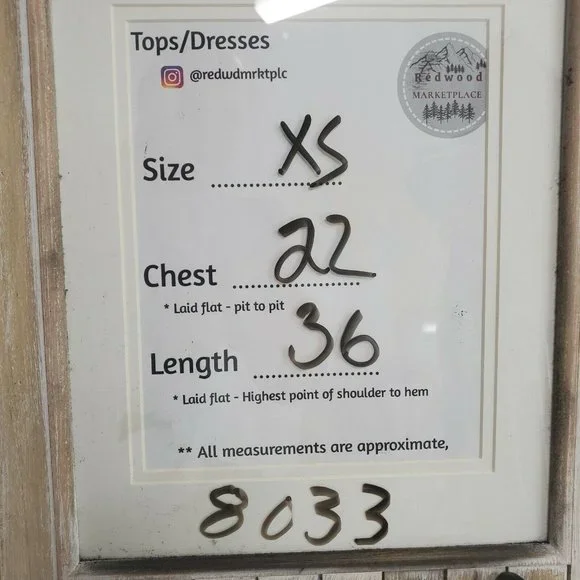 Tops/Dresses
@redwdmrktplc
Redwood
MARKETPLACE
Size XS
Chest 22
* Laid flat - pit to pit
Length 36
* Laid flat - Highest point of shoulder to hem
** All measurements are approximate,
8033